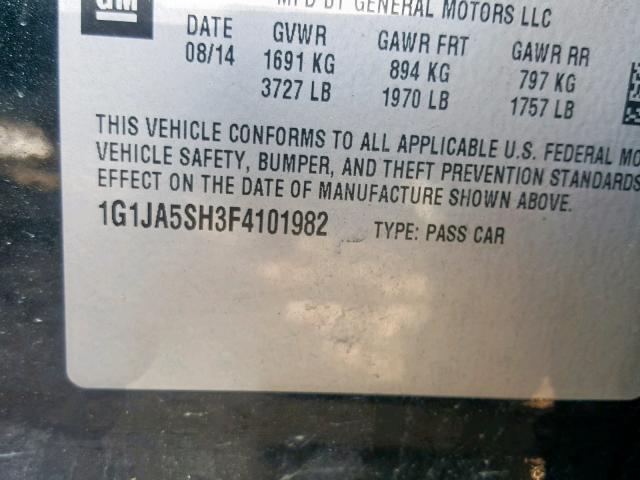 GM
MFD BY GENERAL MOTORS LLC
DATE GVWR GAWR FRT GAWR RR
08/14 1691 KG 894 KG 797 KG
3727 LB 1970 LB 1757 LB
THIS VEHICLE CONFORMS TO ALL APPLICABLE U.S. FEDERAL MO
VEHICLE SAFETY, BUMPER, AND THEFT PREVENTION STANDARDS
EFFECT ON THE DATE OF MANUFACTURE SHOWN ABOVE.
1G1JA5SH3F4101982 TYPE: PASS CAR